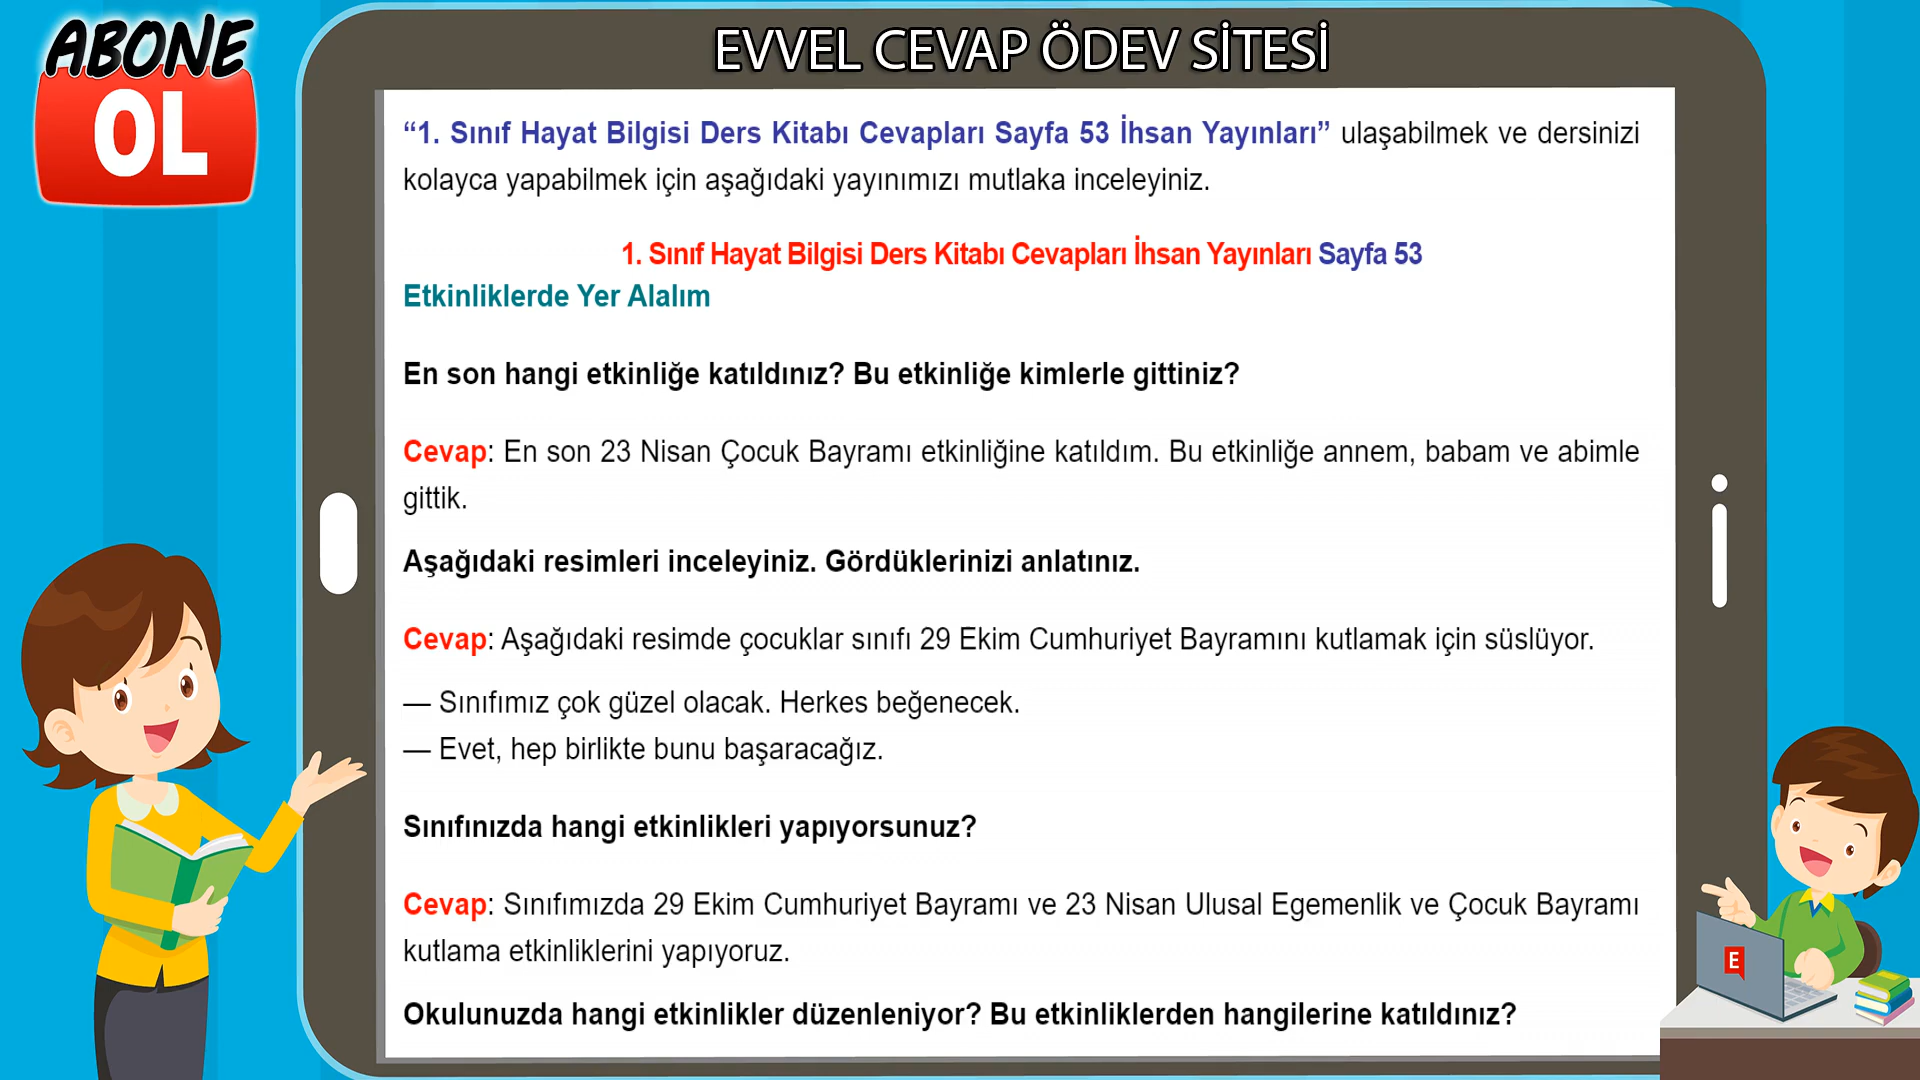 ABONE
OL
EVVEL CEVAP ÖDEV SİTESİ
“1. Sınıf Hayat Bilgisi Ders Kitabı Cevapları Sayfa 53 İhsan Yayınları” ulaşabilmek ve dersinizi
kolayca yapabilmek için aşağıdaki yayınımızı mutlaka inceleyiniz.
1. Sınıf Hayat Bilgisi Ders Kitabı Cevapları İhsan Yayınları Sayfa 53
Etkinliklerde Yer Alalım
En son hangi etkinliğe katıldınız? Bu etkinliğe kimlerle gittiniz?
Cevap: En son 23 Nisan Çocuk Bayramı etkinliğine katıldım. Bu etkinliğe annem, babam ve abimle
gittik.
Aşağıdaki resimleri inceleyiniz. Gördüklerinizi anlatınız.
Cevap: Aşağıdaki resimde çocuklar sınıfı 29 Ekim Cumhuriyet Bayramını kutlamak için süslüyor.
— Sınıfımız çok güzel olacak. Herkes beğenecek.
— Evet, hep birlikte bunu başaracağız.
Sınıfınızda hangi etkinlikleri yapıyorsunuz?
Cevap: Sınıfımızda 29 Ekim Cumhuriyet Bayramı ve 23 Nisan Ulusal Egemenlik ve Çocuk Bayramı
kutlama etkinliklerini yapıyoruz.
Okulunuzda hangi etkinlikler düzenleniyor? Bu etkinliklerden hangilerine katıldınız?
E